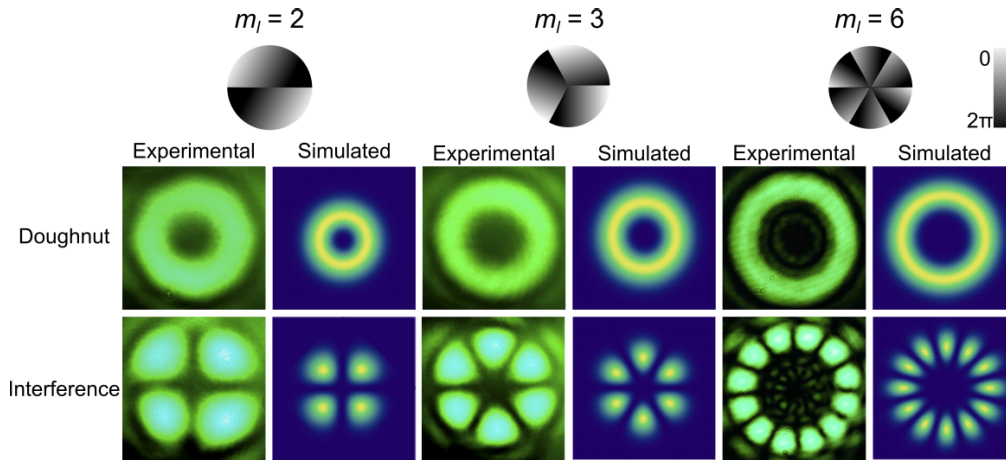 m_l = 2 m_l = 3 m_l = 6
0
2π
Experimental Simulated Experimental Simulated Experimental Simulated
Doughnut
Interference